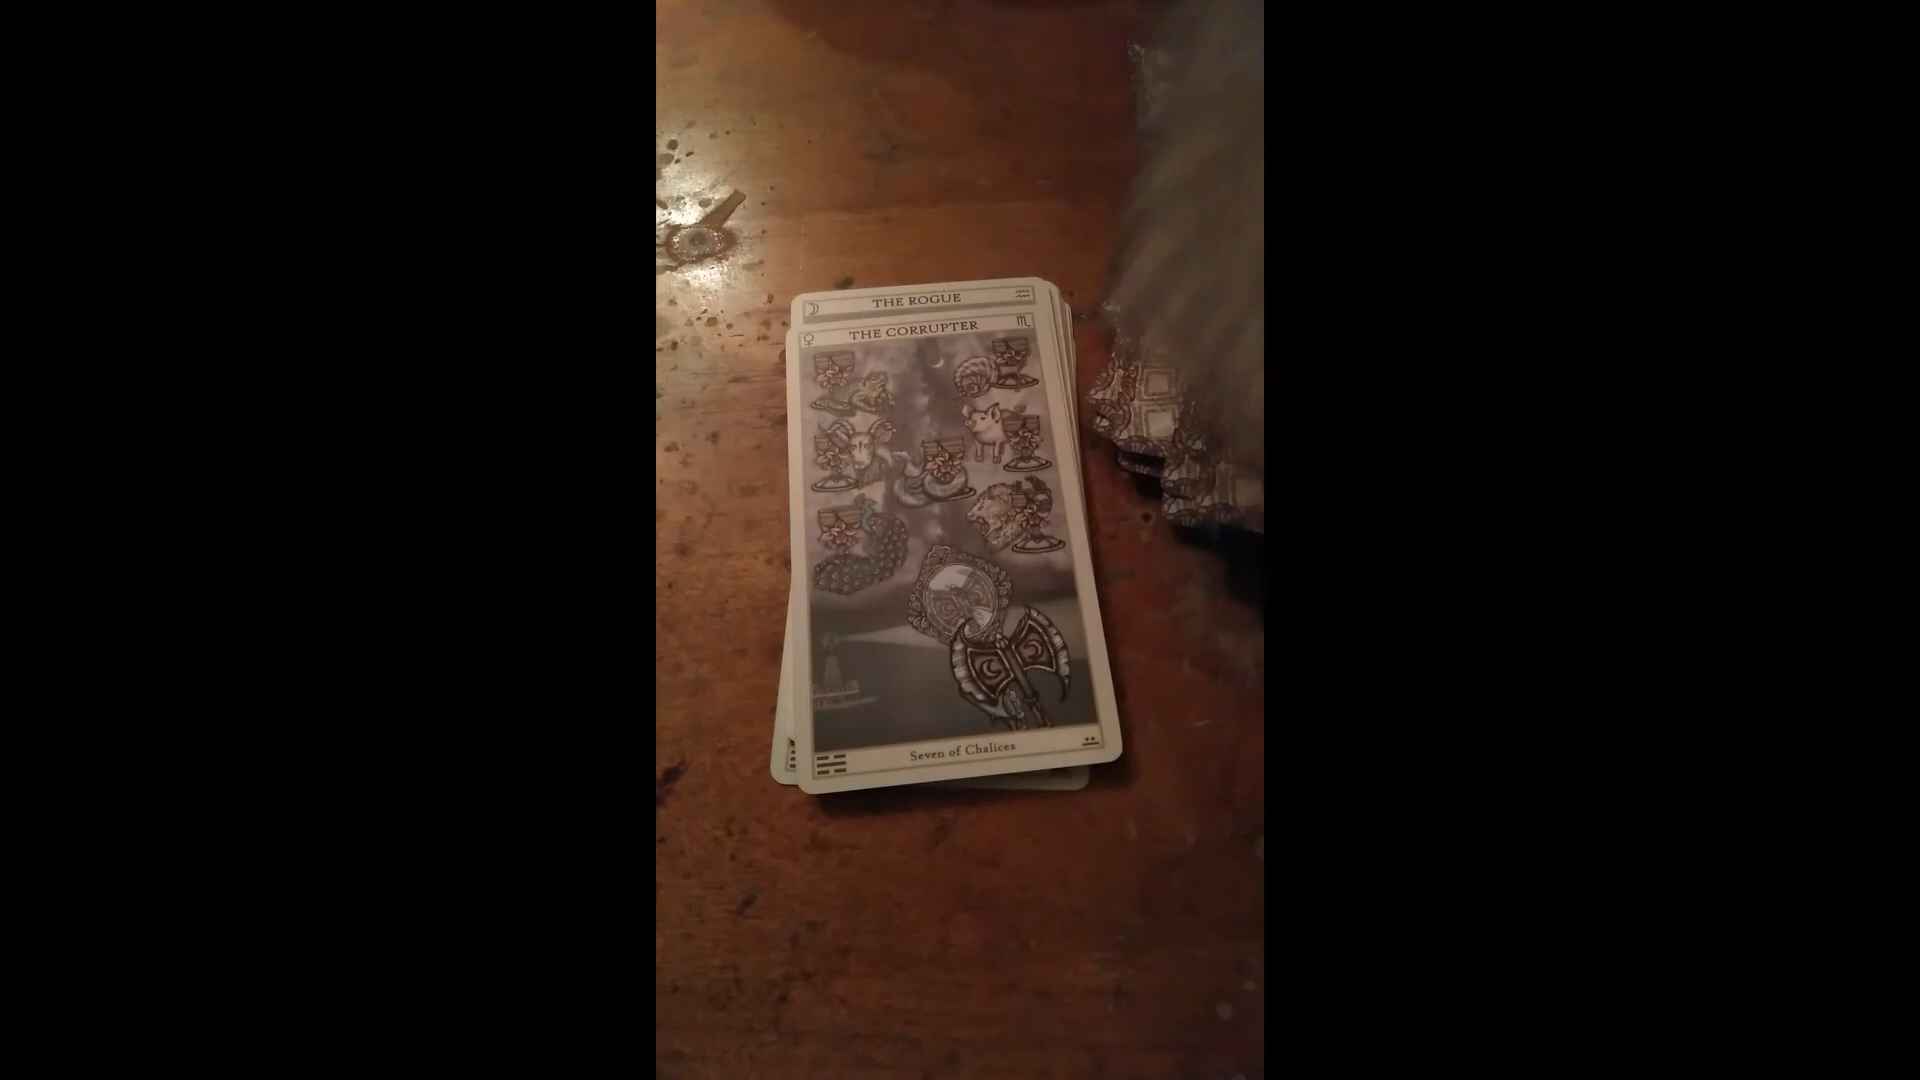 THE ROGUE
THE CORRUPTER
Seven of Chalices